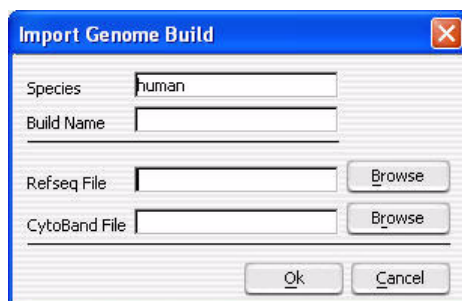 Import Genome Build
Species human
Build Name
Refseq File Browse
CytoBand File Browse
Ok Cancel